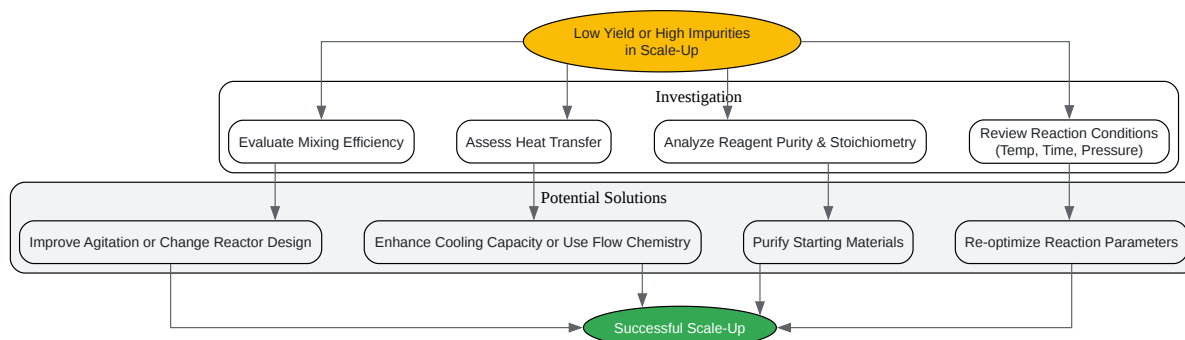 Low Yield or High Impurities
in Scale-Up
Investigation
Evaluate Mixing Efficiency
Assess Heat Transfer
Analyze Reagent Purity & Stoichiometry
Review Reaction Conditions
(Temp, Time, Pressure)
Potential Solutions
Improve Agitation or Change Reactor Design
Enhance Cooling Capacity or Use Flow Chemistry
Purify Starting Materials
Re-optimize Reaction Parameters
Successful Scale-Up